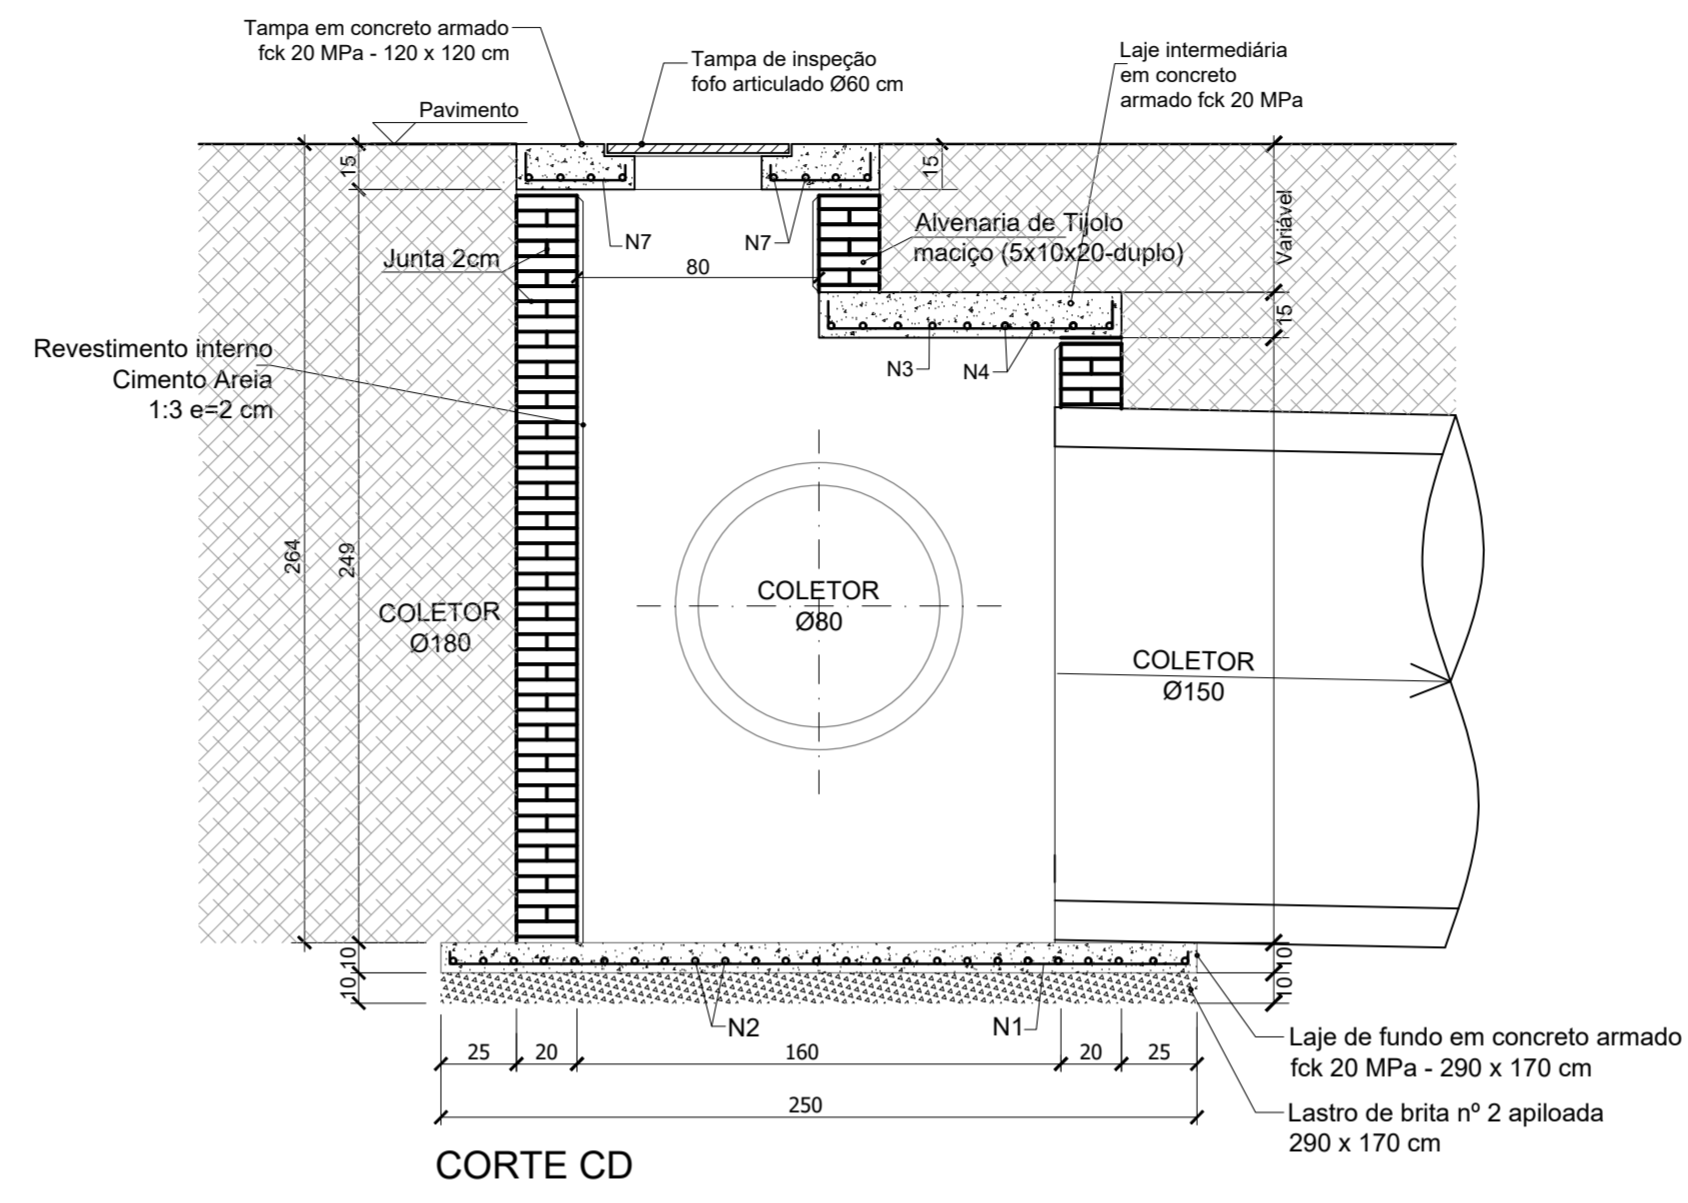 Tampa em concreto armado
fck 20 MPa - 120 x 120 cm
Tampa de inspeção
fofo articulado Ø60 cm
Laje intermediária
em concreto
armado fck 20 MPa
Pavimento
15
15
Variável
N7
N7
Alvenaria de Tijolo
maciço (5x10x20-duplo)
Junta 2cm
80
15
Revestimento interno
Cimento Areia
1:3 e=2 cm
N3
N4
264
249
COLETOR
Ø180
COLETOR
Ø80
COLETOR
Ø150
10
10
10
10
N2
N1
25
20
160
20
25
250
Laje de fundo em concreto armado
fck 20 MPa - 290 x 170 cm
Lastro de brita nº 2 apiloada
290 x 170 cm
CORTE CD